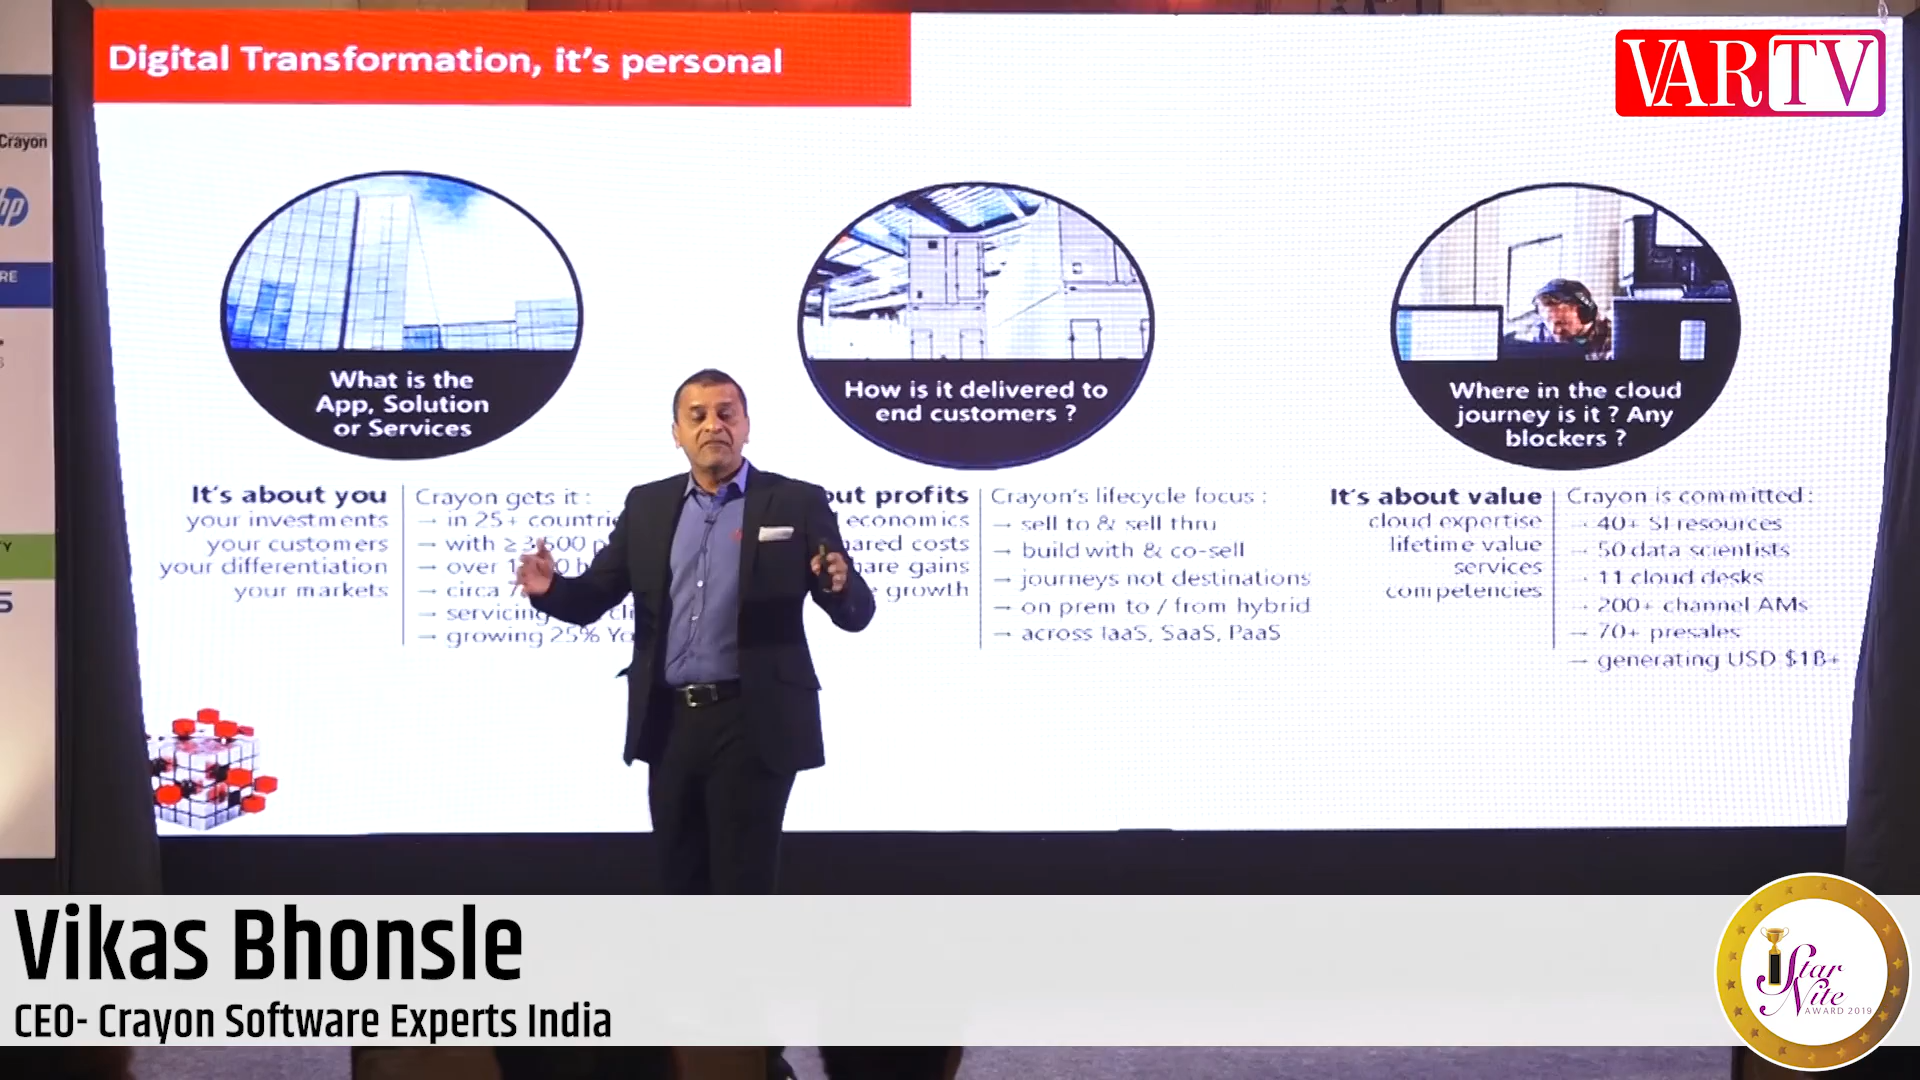 Digital Transformation, it's personal
VARTV
Crayon
hp
RE
TY
5
What is the
App, Solution
or Services
How is it delivered to
end customers ?
Where in the cloud
journey is it ? Any
blockers ?
It's about you
your investments
your customers
your differentiation
your markets
Crayon gets it :
→ in 25+
→ with
→ over
→ circa
→ servicing
→ growing 25%
profits
economics
costs
gains
growth
Crayon's lifecycle focus :
→ sell to & sell thru
→ build with & co-sell
→ journeys not destinations
→ on prem to / from hybrid
→ across IaaS, SaaS, PaaS
It's about value
cloud expertise
lifetime value
services
competencies
Crayon is committed :
→ 40+ SI resources
→ 50 data scientists
→ 11 cloud desks
→ 200+ channel AMs
→ 70+ presales
→ generating USD $1B+
Vikas Bhonsle
CEO- Crayon Software Experts India
Star
Nite
AWARD 2019